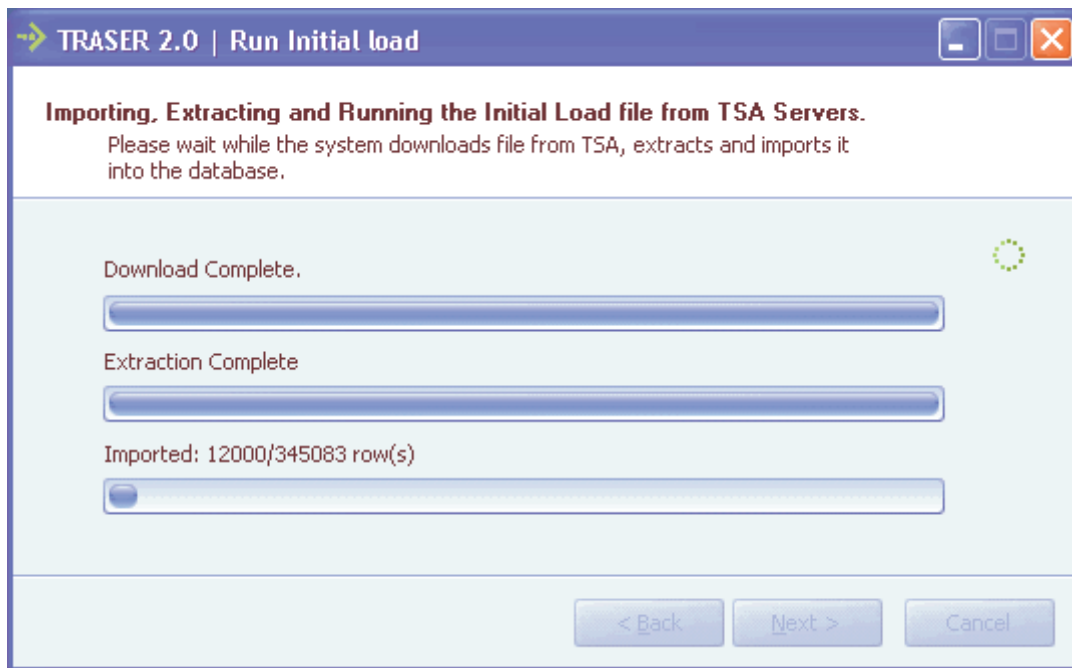 TRASER 2.0 | Run Initial load
Importing, Extracting and Running the Initial Load file from TSA Servers.
Please wait while the system downloads file from TSA, extracts and imports it
into the database.
Download Complete.
Extraction Complete
Imported: 12000/345083 row(s)
< Back Next > Cancel